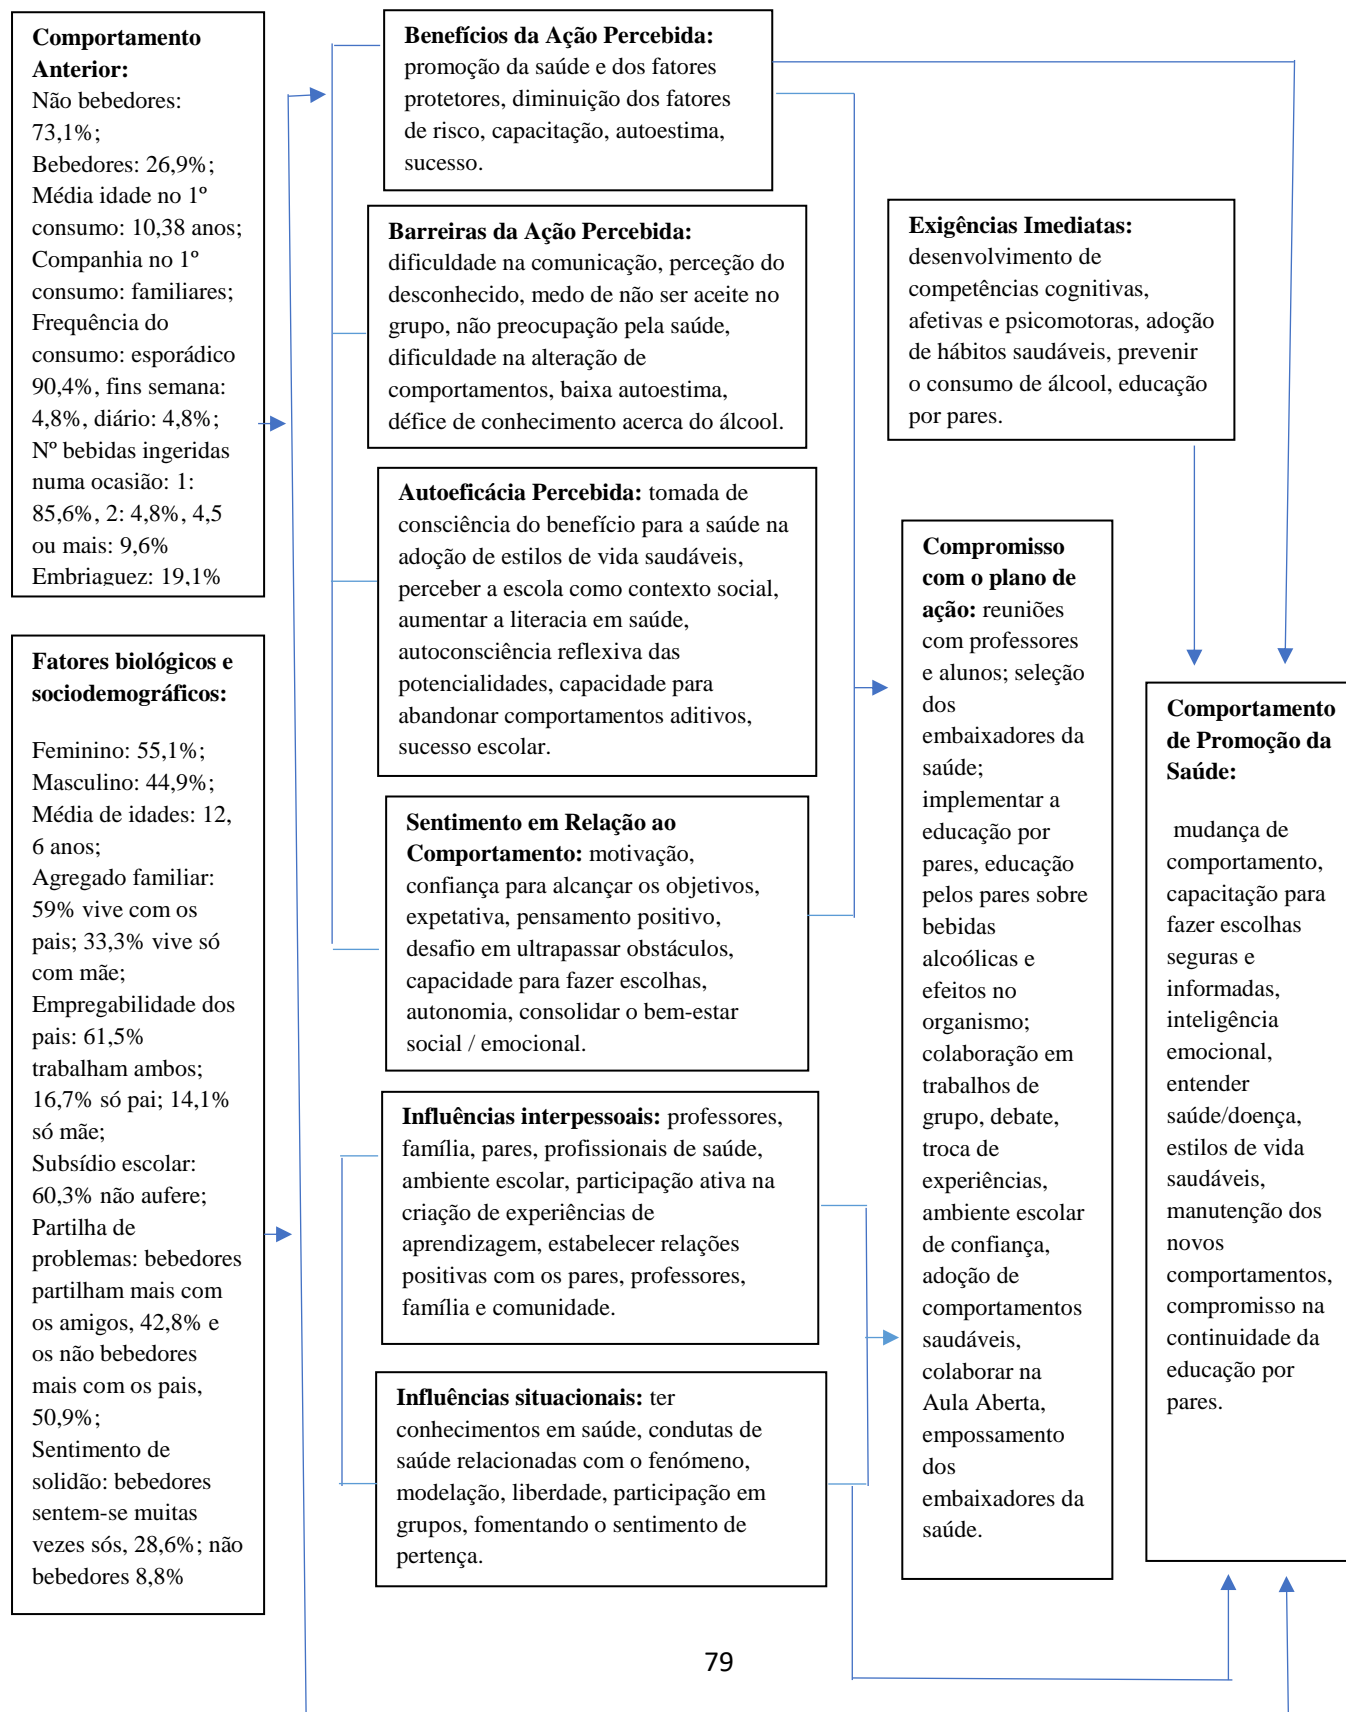 Comportamento
Anterior:
Não bebedores:
73,1%;
Bebedores: 26,9%;
Média idade no 1º
consumo: 10,38 anos;
Companhia no 1º
consumo: familiares;
Frequência do
consumo: esporádico
90,4%, fins semana:
4,8%, diário: 4,8%;
Nº bebidas ingeridas
numa ocasião: 1:
85,6%, 2: 4,8%, 4,5
ou mais: 9,6%
Embriaguez: 19,1%
Fatores biológicos e
sociodemográficos:
Feminino: 55,1%;
Masculino: 44,9%;
Média de idades: 12,
6 anos;
Agregado familiar:
59% vive com os
pais; 33,3% vive só
com mãe;
Empregabilidade dos
pais: 61,5%
trabalham ambos;
16,7% só pai; 14,1%
só mãe;
Subsídio escolar:
60,3% não aufere;
Partilha de
problemas: bebedores
partilham mais com
os amigos, 42,8% e
os não bebedores
mais com os pais,
50,9%;
Sentimento de
solidão: bebedores
sentem-se muitas
vezes sós, 28,6%; não
bebedores 8,8%
Benefícios da Ação Percebida:
promoção da saúde e dos fatores
protetores, diminuição dos fatores
de risco, capacitação, autoestima,
sucesso.
Barreiras da Ação Percebida:
dificuldade na comunicação, perceção do
desconhecido, medo de não ser aceite no
grupo, não preocupação pela saúde,
dificuldade na alteração de
comportamentos, baixa autoestima,
défice de conhecimento acerca do álcool.
Autoeficácia Percebida: tomada de
consciência do benefício para a saúde na
adoção de estilos de vida saudáveis,
perceber a escola como contexto social,
aumentar a literacia em saúde,
autoconsciência reflexiva das
potencialidades, capacidade para
abandonar comportamentos aditivos,
sucesso escolar.
Sentimento em Relação ao
Comportamento: motivação,
confiança para alcançar os objetivos,
expetativa, pensamento positivo,
desafio em ultrapassar obstáculos,
capacidade para fazer escolhas,
autonomia, consolidar o bem-estar
social / emocional.
Influências interpessoais: professores,
família, pares, profissionais de saúde,
ambiente escolar, participação ativa na
criação de experiências de
aprendizagem, estabelecer relações
positivas com os pares, professores,
família e comunidade.
Influências situacionais: ter
conhecimentos em saúde, condutas de
saúde relacionadas com o fenómeno,
modelação, liberdade, participação em
grupos, fomentando o sentimento de
pertença.
Exigências Imediatas:
desenvolvimento de
competências cognitivas,
afetivas e psicomotoras, adoção
de hábitos saudáveis, prevenir
o consumo de álcool, educação
por pares.
Compromisso
com o plano de
ação: reuniões
com professores
e alunos; seleção
dos
embaixadores da
saúde;
implementar a
educação por
pares, educação
pelos pares sobre
bebidas
alcoólicas e
efeitos no
organismo;
colaboração em
trabalhos de
grupo, debate,
troca de
experiências,
ambiente escolar
de confiança,
adoção de
comportamentos
saudáveis,
colaborar na
Aula Aberta,
empossamento
dos
embaixadores da
saúde.
Comportamento
de Promoção da
Saúde:
mudança de
comportamento,
capacitação para
fazer escolhas
seguras e
informadas,
inteligência
emocional,
entender
saúde/doença,
estilos de vida
saudáveis,
manutenção dos
novos
comportamentos,
compromisso na
continuidade da
educação por
pares.
79